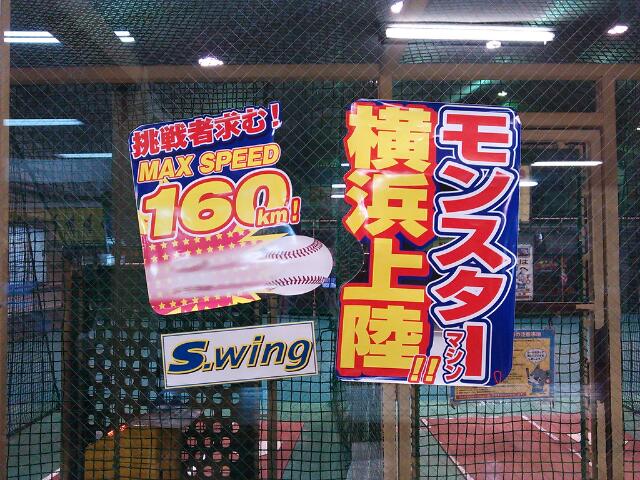 挑戦者求む!
MAX SPEED
160km!
モンスターマシン
横浜上陸!!
S.wing